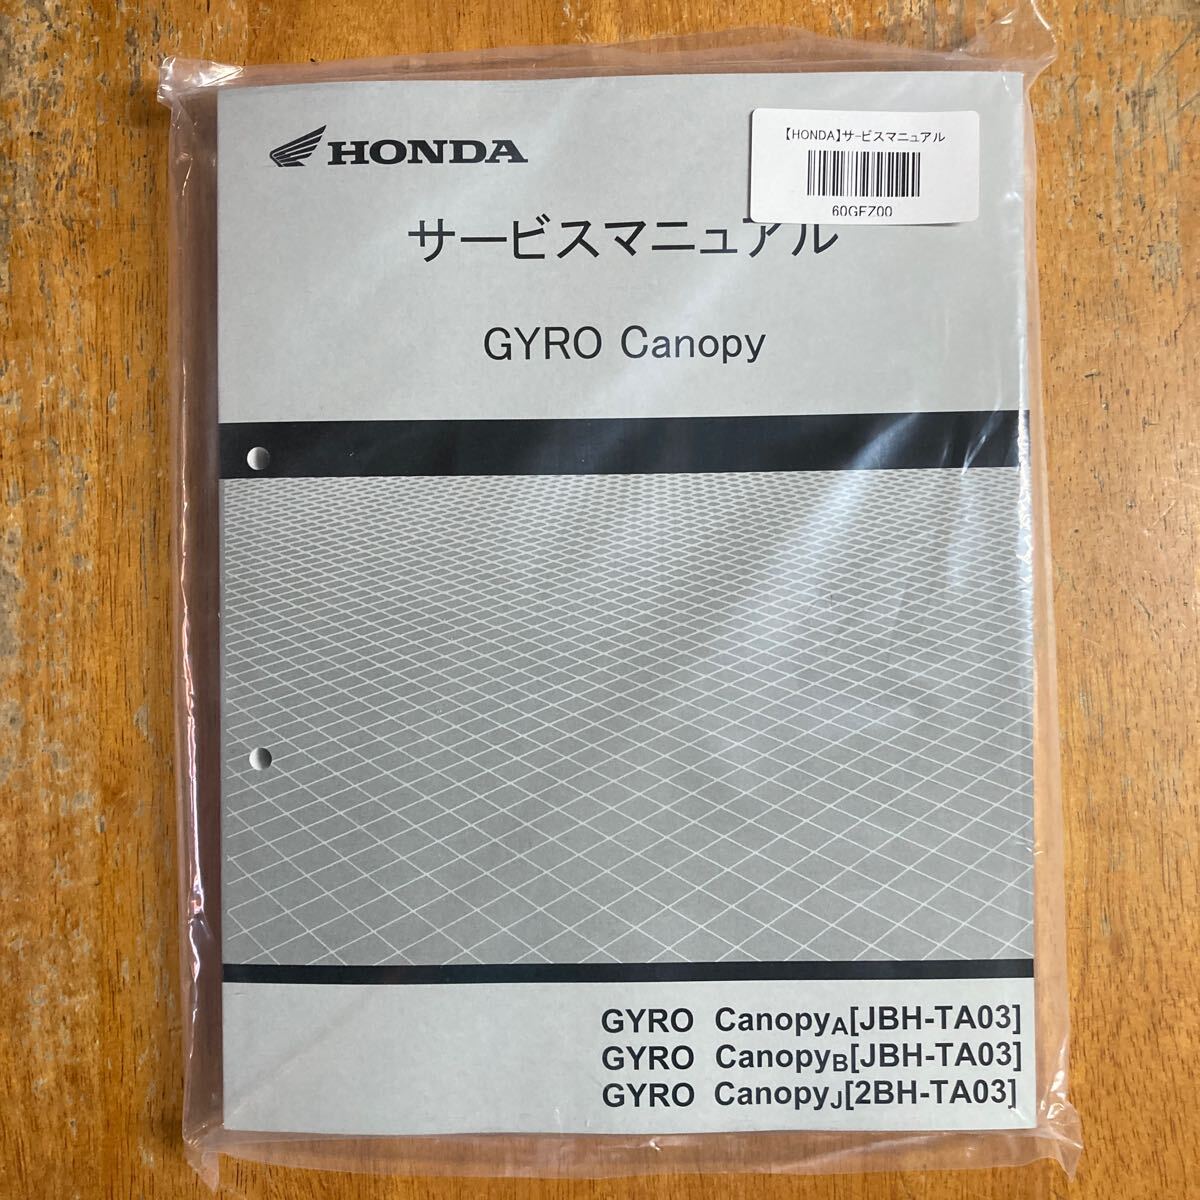 HONDA
【HONDA】サービスマニュアル
60GFZ00
サービスマニュアル
GYRO Canopy
GYRO CanopyA[JBH-TA03]
GYRO CanopyB[JBH-TA03]
GYRO CanopyJ[2BH-TA03]